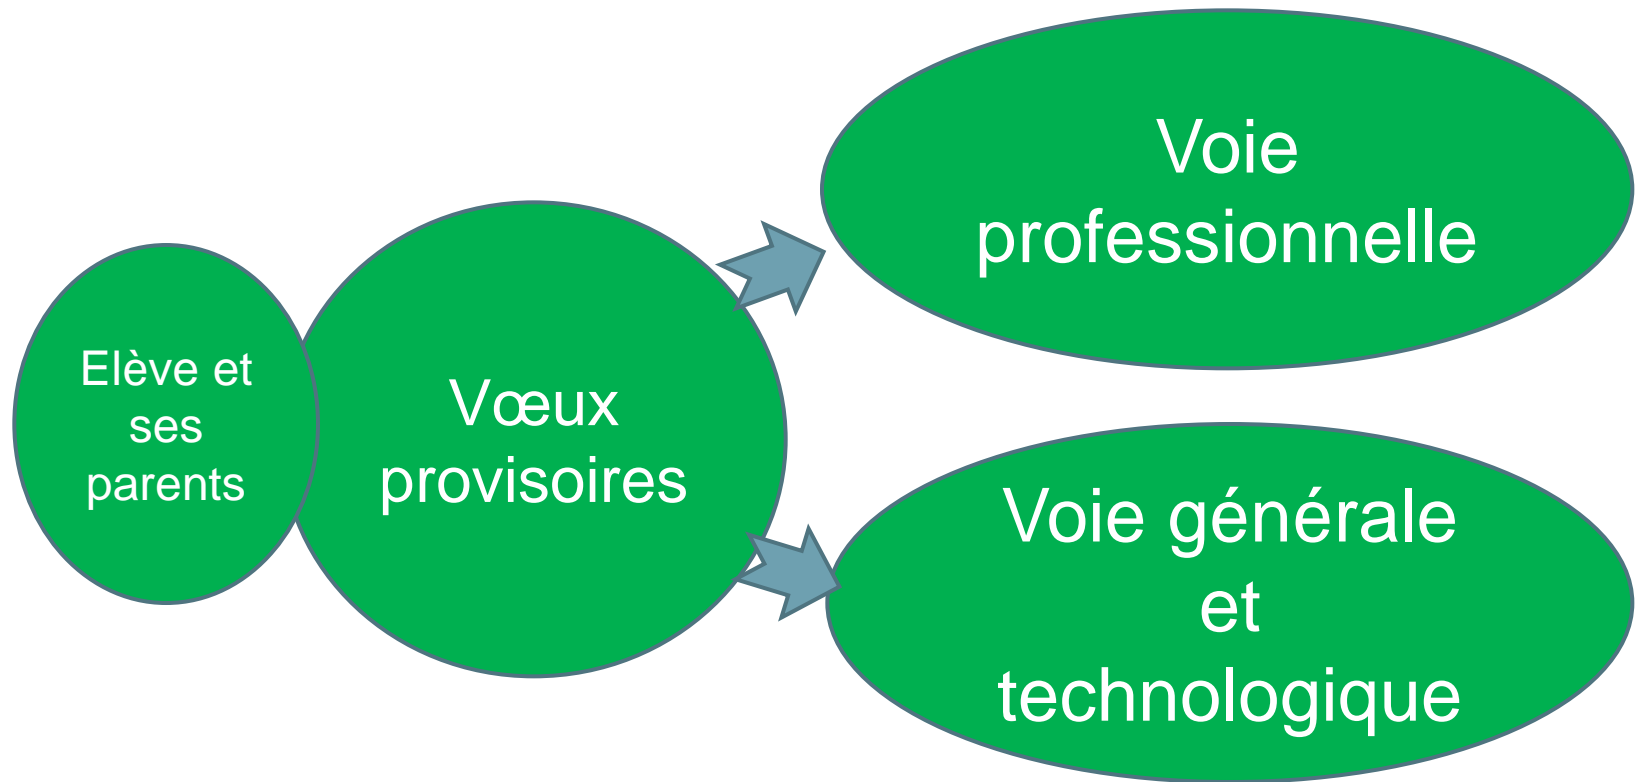 Elève et
ses
parents
Vœux
provisoires
Voie
professionnelle
Voie générale
et
technologique